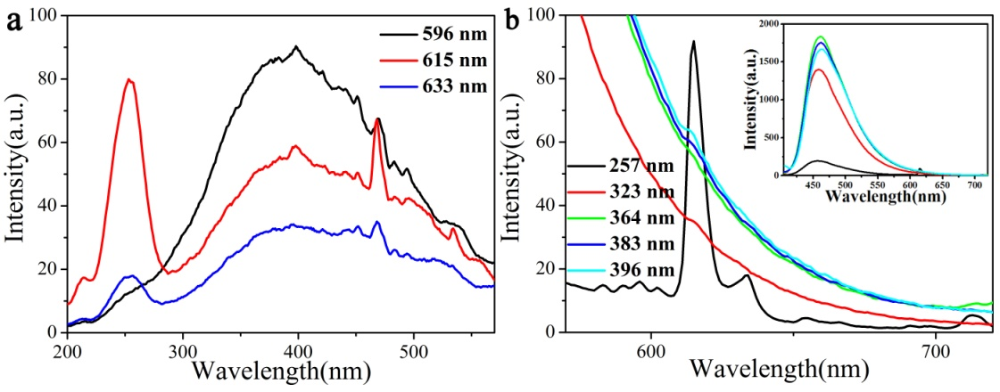 a
100
80
60
40
20
0
Intensity(a.u.)
596 nm
615 nm
633 nm
200 300 400 500
Wavelength(nm)
b
100
80
60
40
20
0
Intensity(a.u.)
257 nm
323 nm
364 nm
383 nm
396 nm
600 700
Wavelength(nm)
2000
1500
1000
500
0
Intensity(a.u.)
450 500 550 600 650 700
Wavelength(nm)